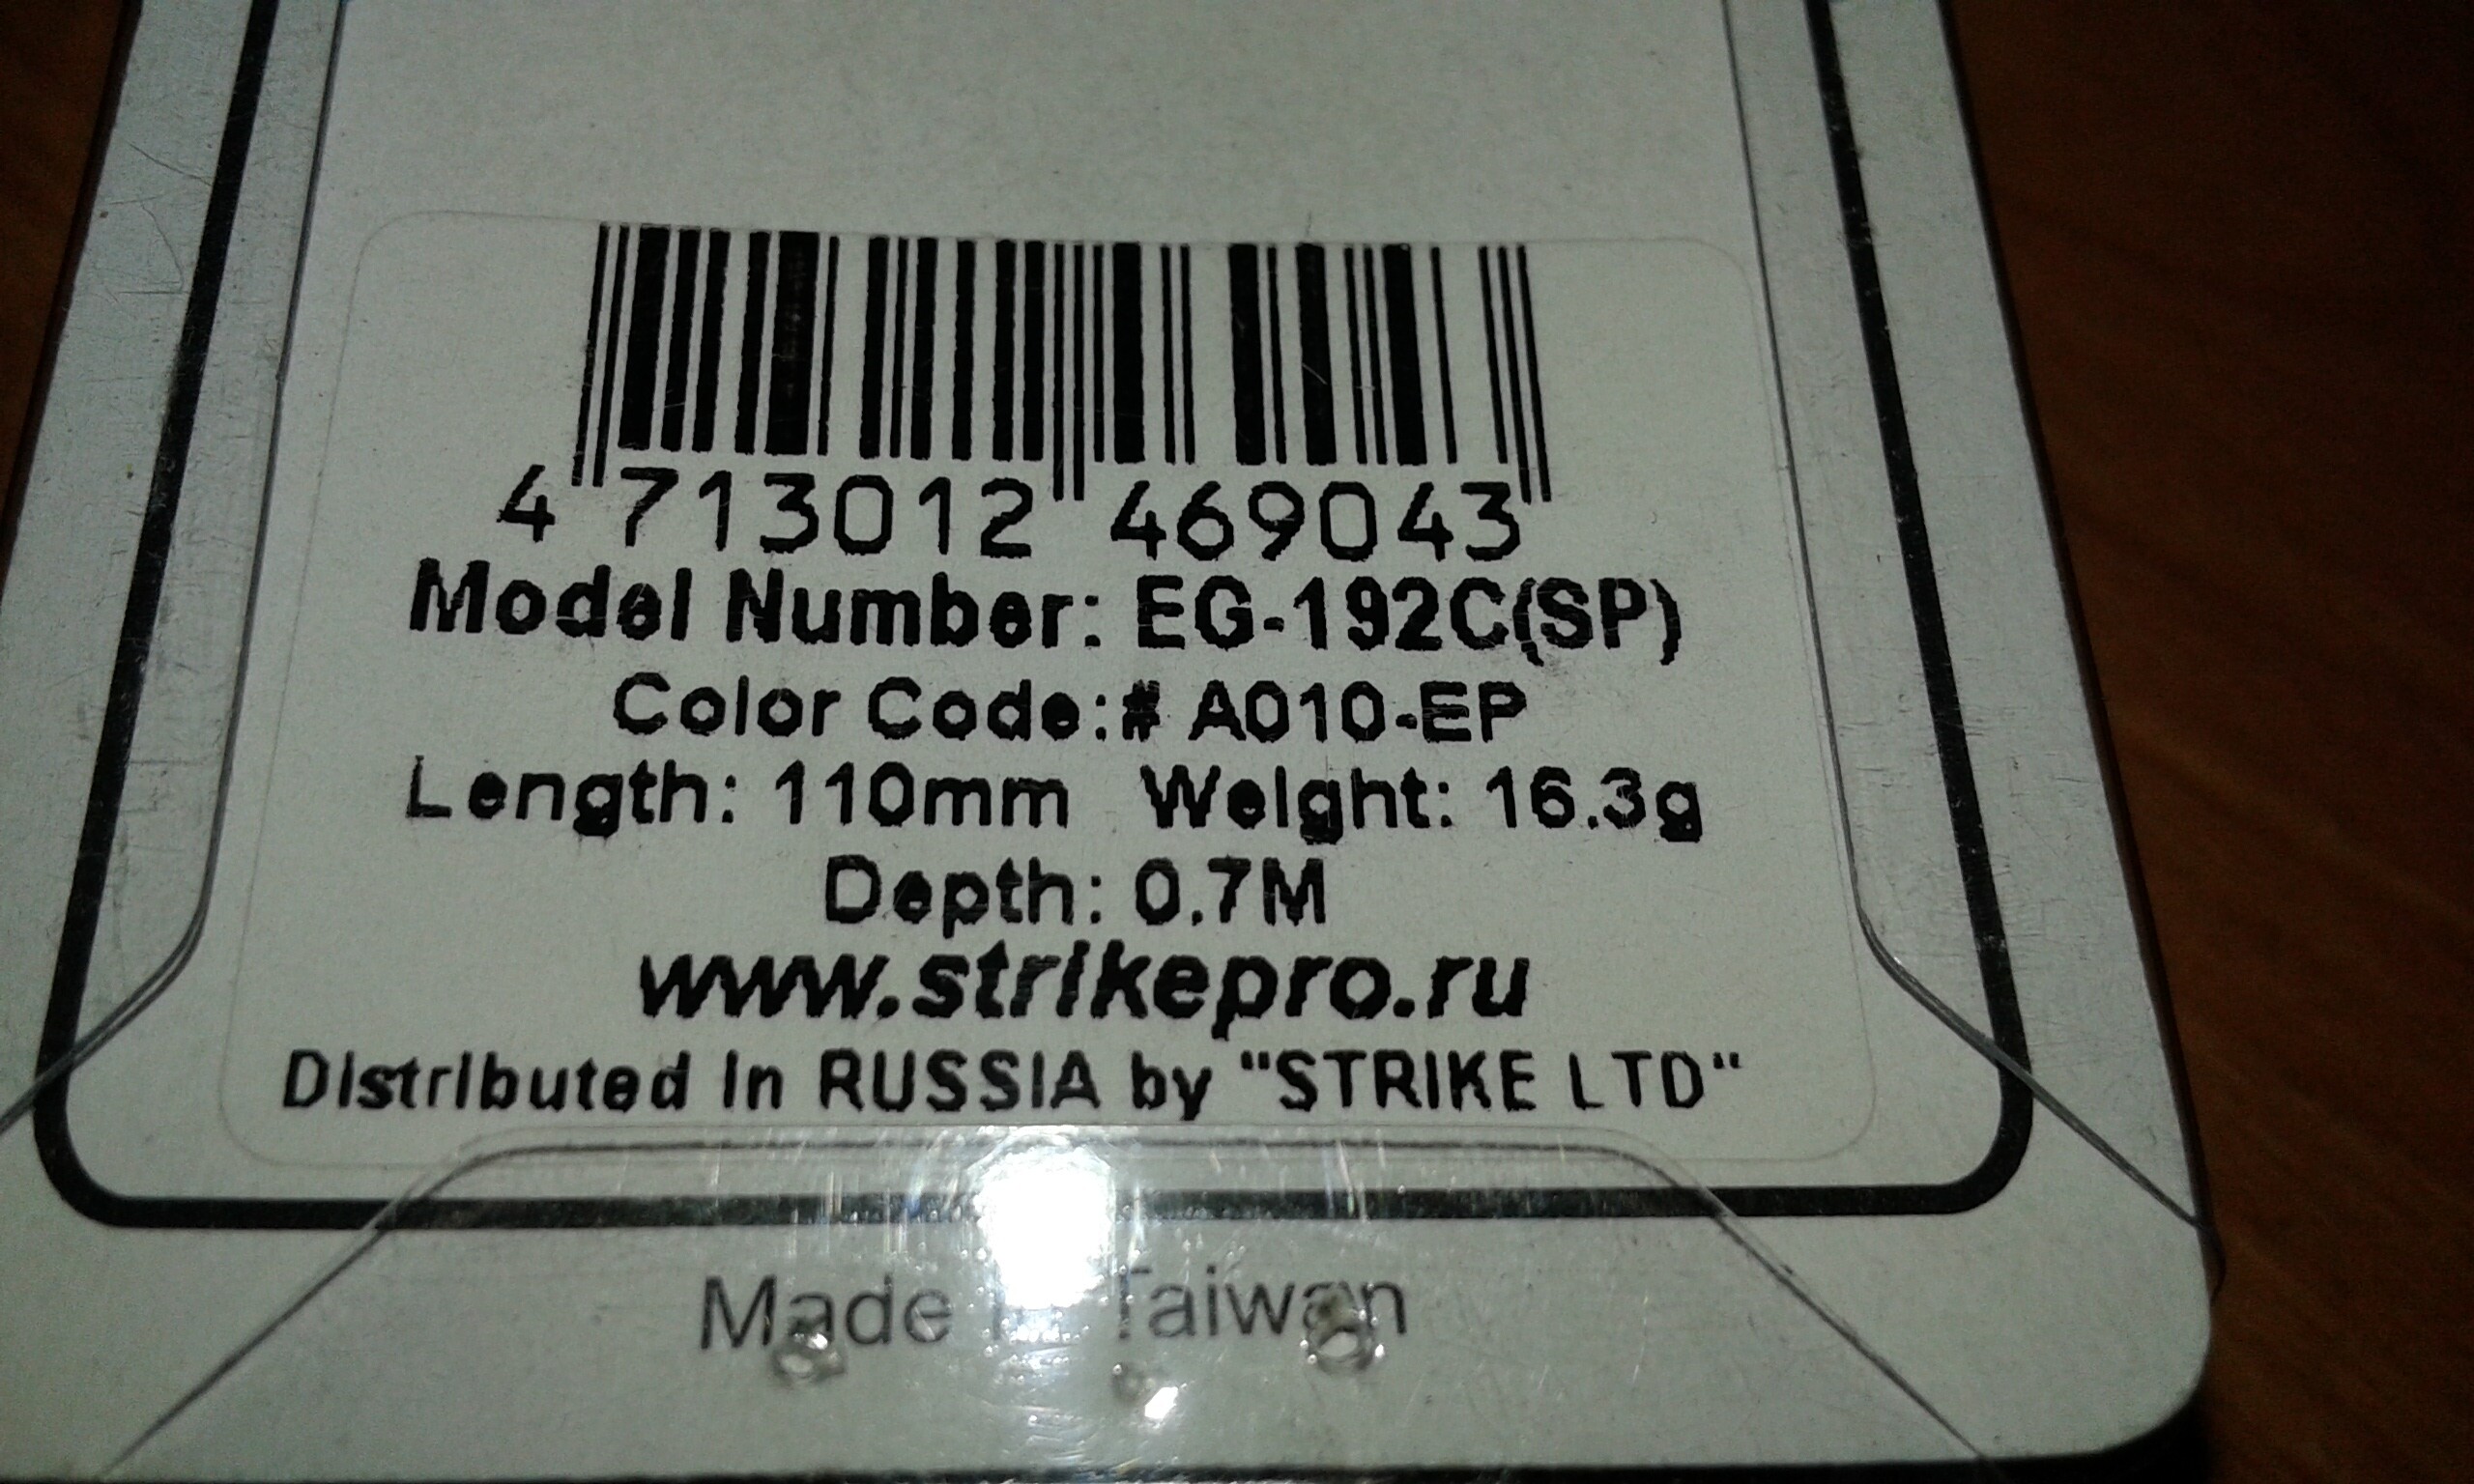 4 713012 469043
Model Number: EG-192C(SP)
Color Code:# A010-EP
Length: 110mm Weight: 16.3g
Depth: 0.7M
www.strikepro.ru
Distributed in RUSSIA by "STRIKE LTD"
Made in Taiwan